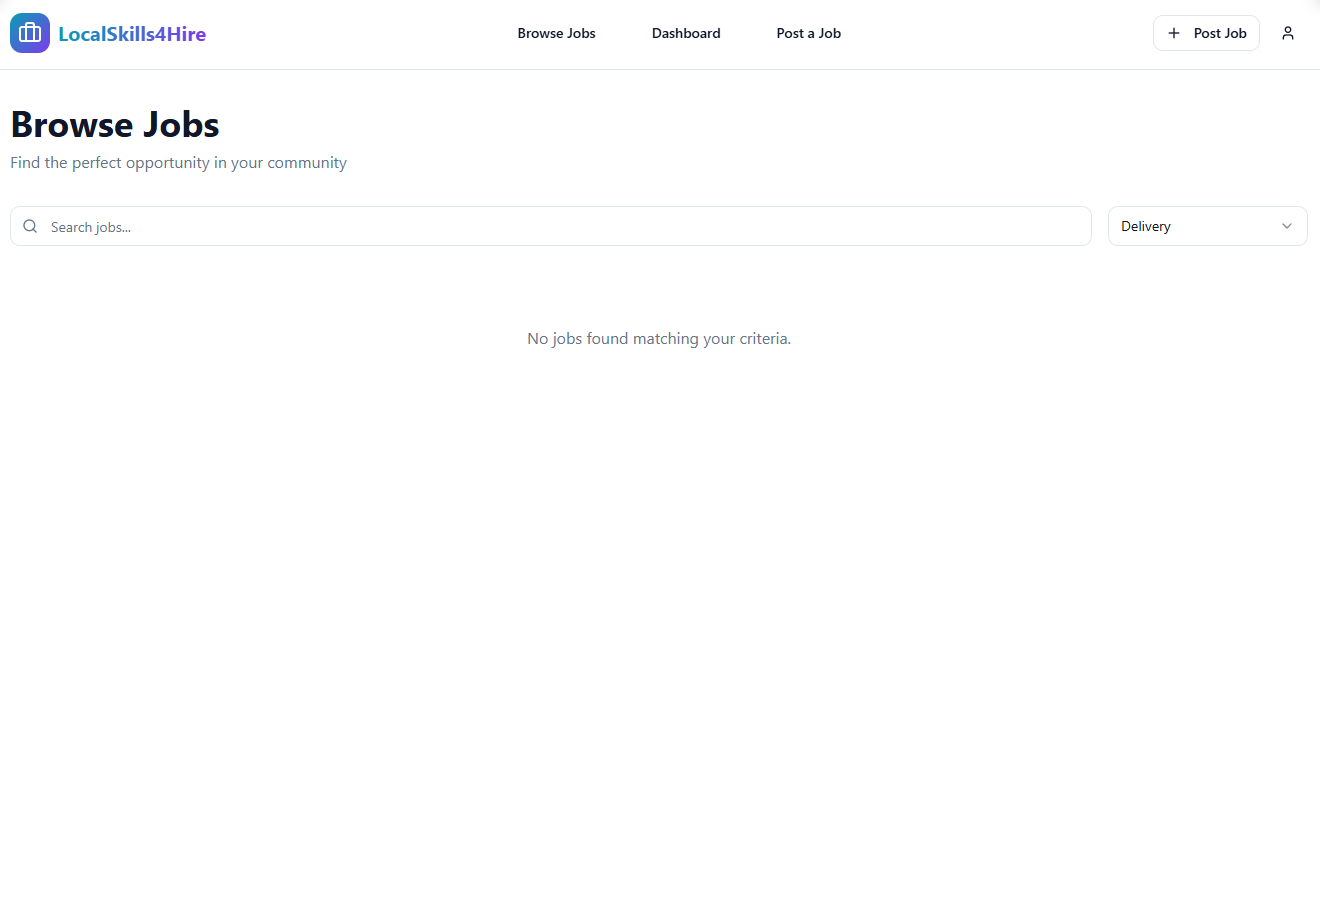 LocalSkills4Hire
Browse Jobs
Dashboard
Post a Job
Post Job
Browse Jobs
Find the perfect opportunity in your community
Search jobs...
Delivery
No jobs found matching your criteria.